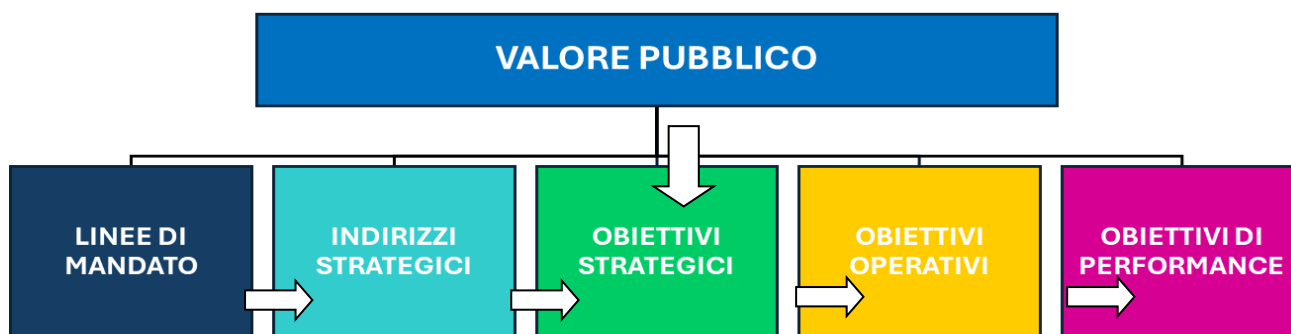 VALORE PUBBLICO
LINEE DI
MANDATO
INDIRIZZI
STRATEGICI
OBIETTIVI
STRATEGICI
OBIETTIVI
OPERATIVI
OBIETTIVI DI
PERFORMANCE